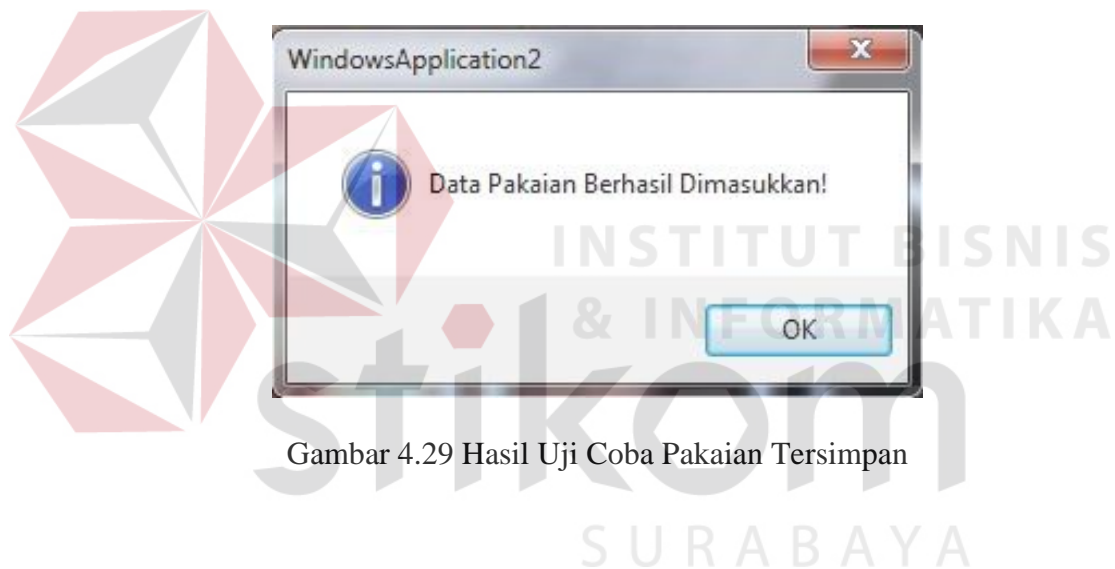 WindowsApplication2
X
Data Pakaian Berhasil Dimasukkan!
INSTITUT BISNIS
& INFORMATIKA
OK
stikom
Gambar 4.29 Hasil Uji Coba Pakaian Tersimpan
SURABAYA